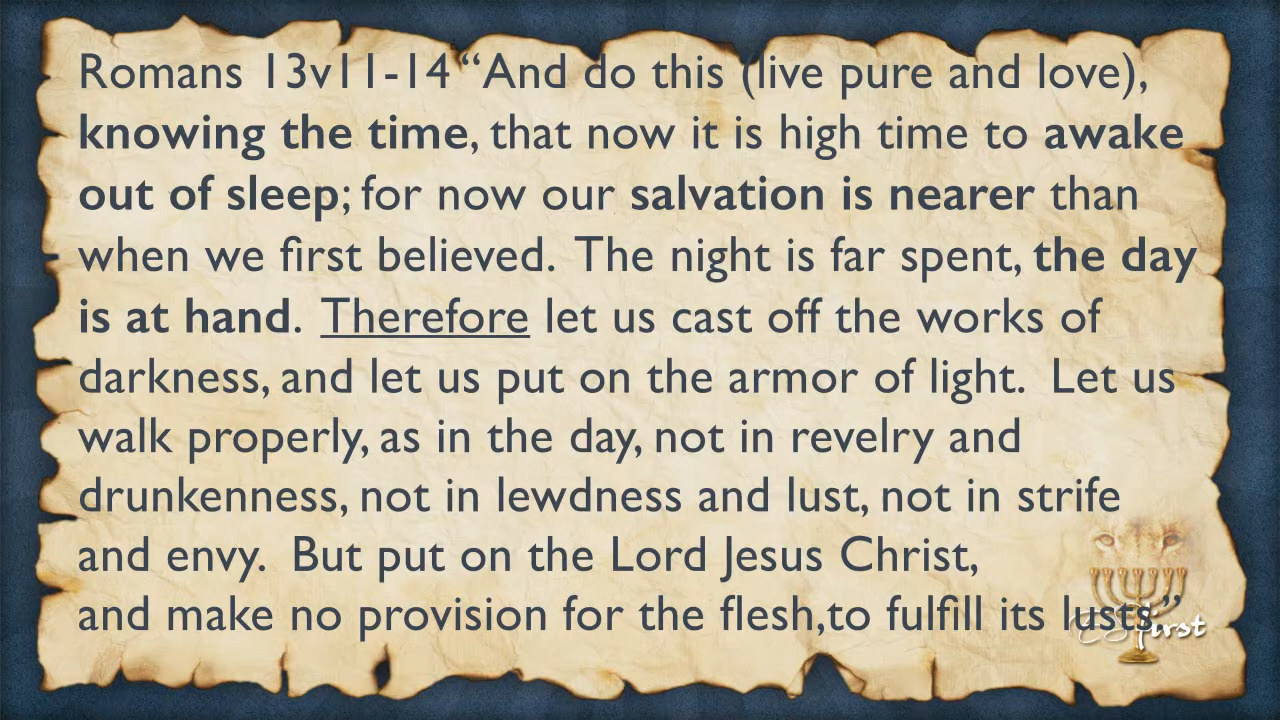 Romans 13v11-14 “And do this (live pure and love),
knowing the time, that now it is high time to awake
out of sleep; for now our salvation is nearer than
when we first believed.  The night is far spent, the day
is at hand.  Therefore let us cast off the works of
darkness, and let us put on the armor of light.  Let us
walk properly, as in the day, not in revelry and
drunkenness, not in lewdness and lust, not in strife
and envy.  But put on the Lord Jesus Christ,
and make no provision for the flesh,to fulfill its lusts.”
first